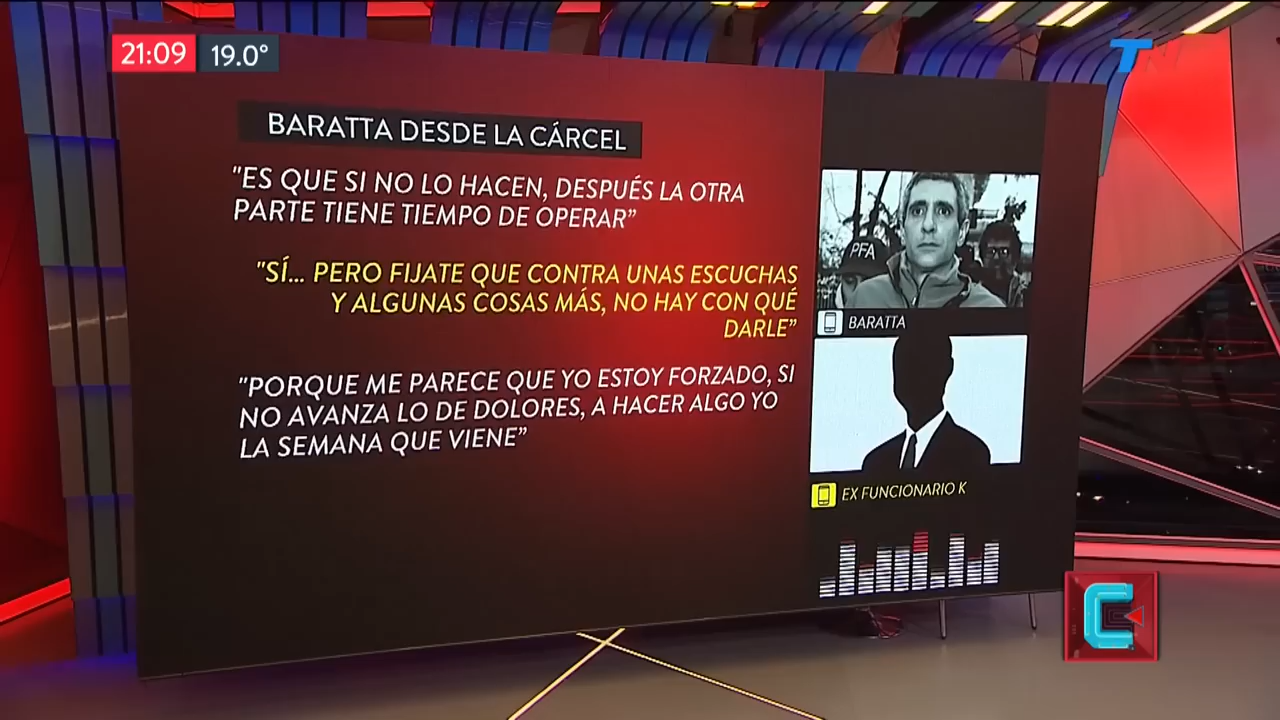 21:09 19.0°
BARATTA DESDE LA CÁRCEL
"ES QUE SI NO LO HACEN, DESPUÉS LA OTRA
PARTE TIENE TIEMPO DE OPERAR”
"SÍ... PERO FIJATE QUE CONTRA UNAS ESCUCHAS
Y ALGUNAS COSAS MÁS, NO HAY CON QUÉ
DARLE”
"PORQUE ME PARECE QUE YO ESTOY FORZADO, SI
NO AVANZA LO DE DOLORES, A HACER ALGO YO
LA SEMANA QUE VIENE”
PFA
BARATTA
EX FUNCIONARIO K
C